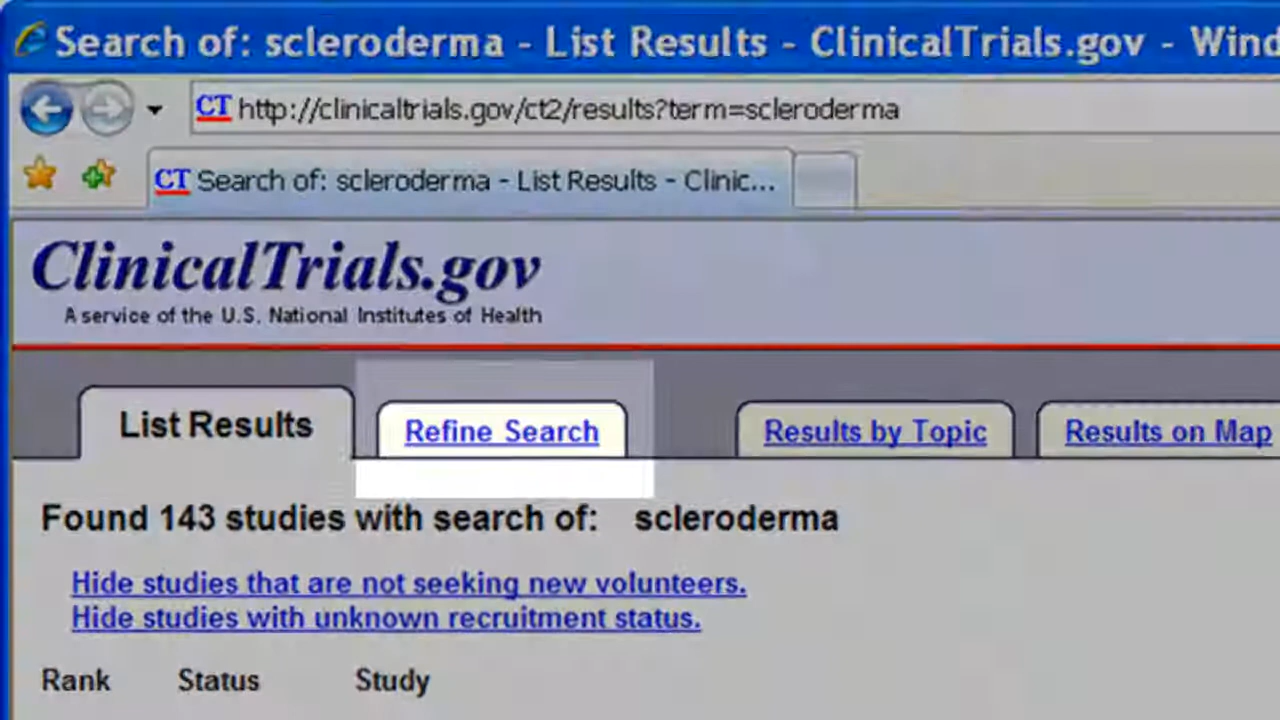 Search of: scleroderma - List Results - ClinicalTrials.gov - Wind
CT http://clinicaltrials.gov/ct2/results?term=scleroderma
CT Search of: scleroderma - List Results - Clinic...
ClinicalTrials.gov
A service of the U.S. National Institutes of Health
List Results Refine Search Results by Topic Results on Map
Found 143 studies with search of: scleroderma
Hide studies that are not seeking new volunteers.
Hide studies with unknown recruitment status.
Rank Status Study